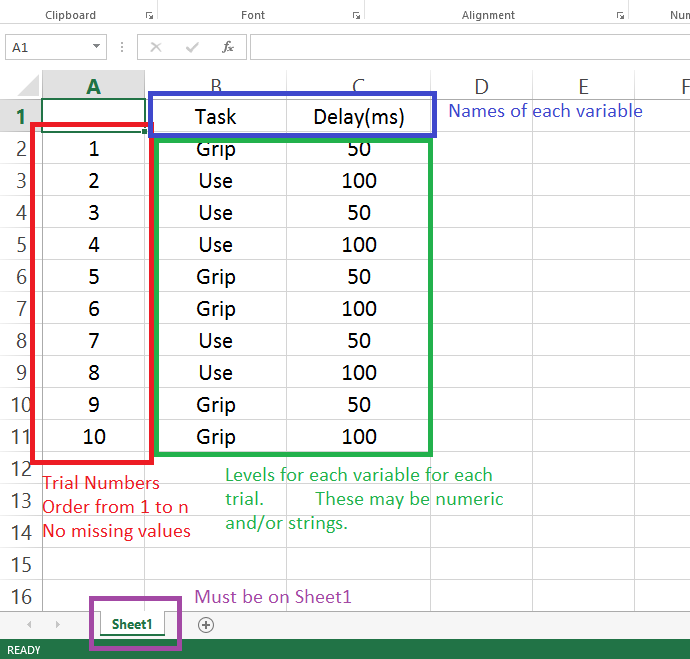 Clipboard Font Alignment Num
A1 fx
A B C D E F
1 Task Delay(ms) Names of each variable
2 1 Grip 50
3 2 Use 100
4 3 Use 50
5 4 Use 100
6 5 Grip 50
7 6 Grip 100
8 7 Use 50
9 8 Use 100
10 9 Grip 50
11 10 Grip 100
12
13
14
15
16
Trial Numbers
Order from 1 to n
No missing values
Levels for each variable for each
trial. These may be numeric
and/or strings.
Must be on Sheet1
Sheet1
READY